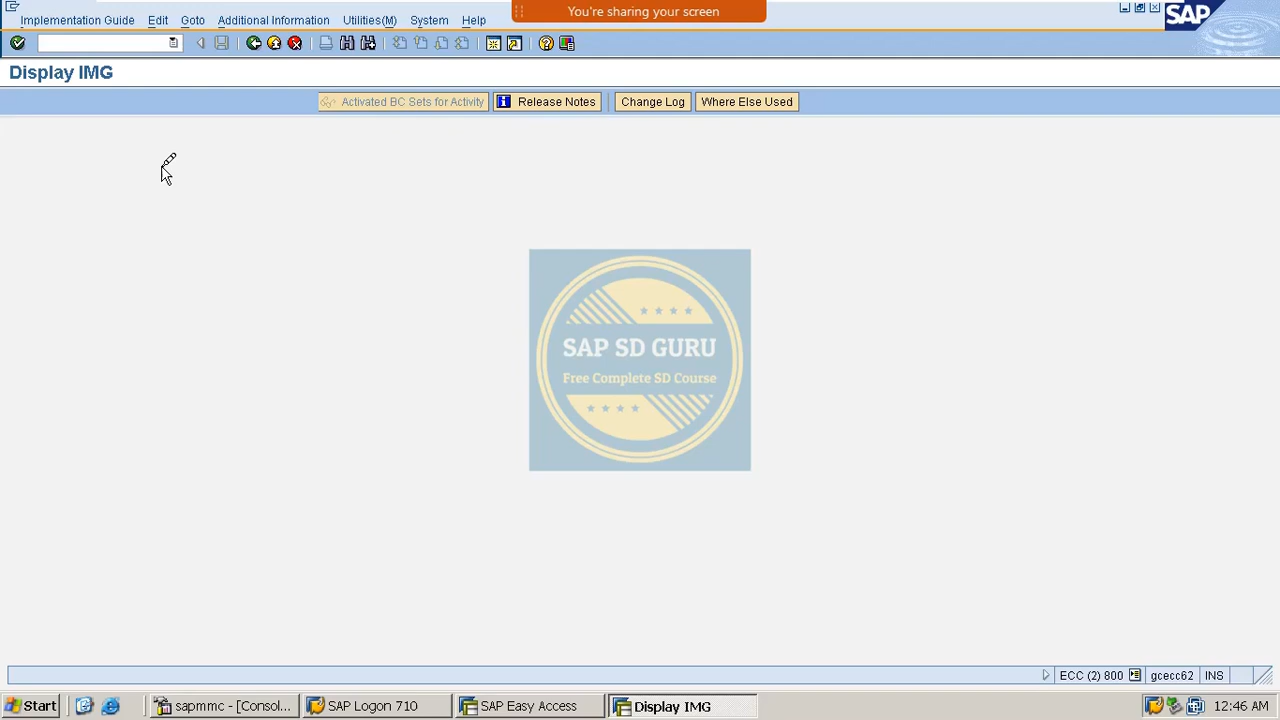 You're sharing your screen
Implementation Guide Edit Goto Additional Information Utilities(M) System Help
SAP
Display IMG
Activated BC Sets for Activity Release Notes Change Log Where Else Used
SAP SD GURU
Free Complete SD Course
ECC (2) 800 gcecc62 INS
Start sapmmc - [Consol... SAP Logon 710 SAP Easy Access Display IMG 12:46 AM